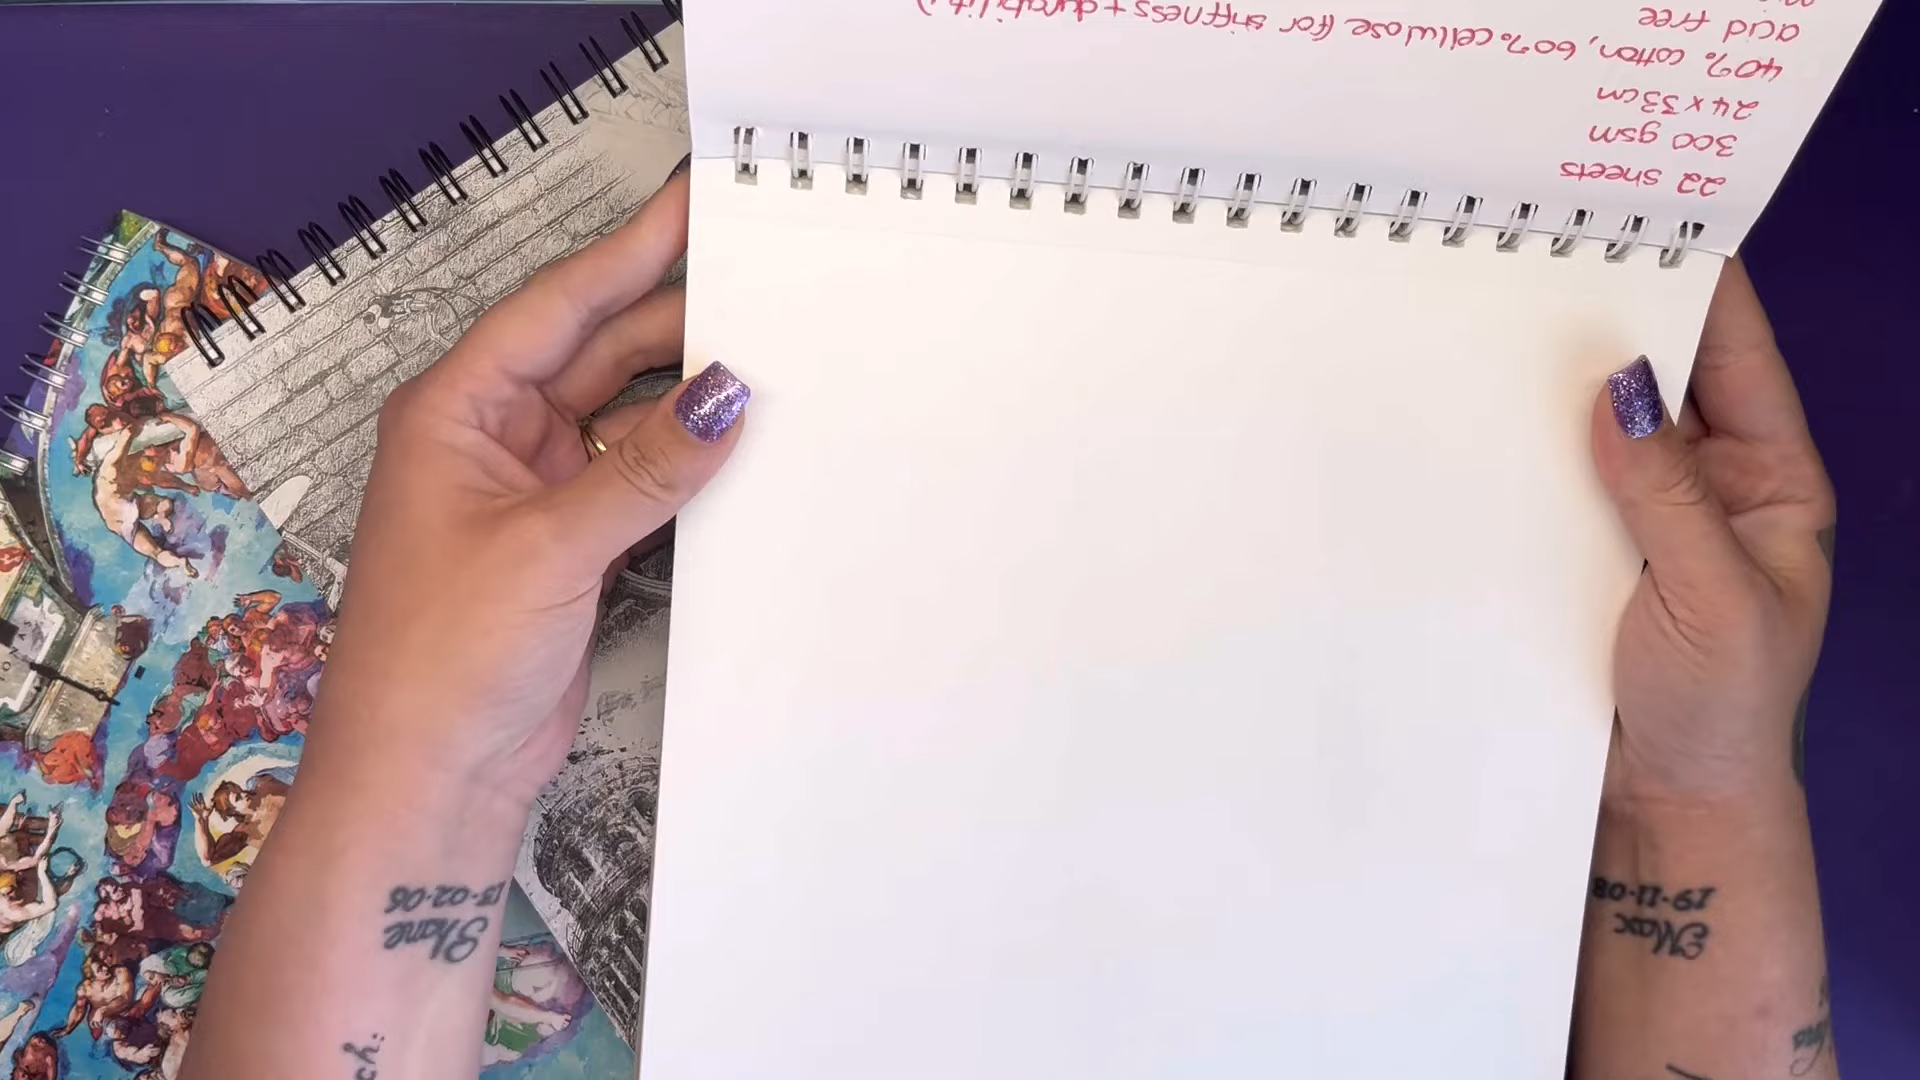 22 sheets
300 gsm
24 x 33cm
40% cotton, 60% cellulose (for stiffness + durability)
acid free
Shane
13-02-06
Max
19-11-08